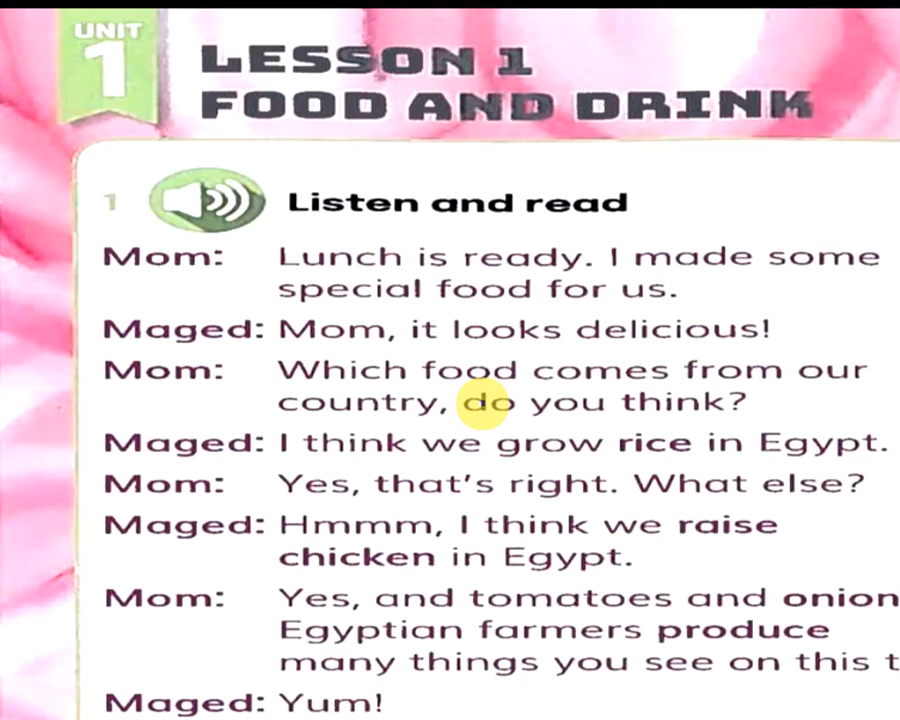 UNIT
1
LESSON 1
FOOD AND DRINK
1 Listen and read
Mom: Lunch is ready. I made some
special food for us.
Maged: Mom, it looks delicious!
Mom: Which food comes from our
country, do you think?
Maged: I think we grow rice in Egypt.
Mom: Yes, that's right. What else?
Maged: Hmmm, I think we raise
chicken in Egypt.
Mom: Yes, and tomatoes and onion
Egyptian farmers produce
many things you see on this t
Maged: Yum!